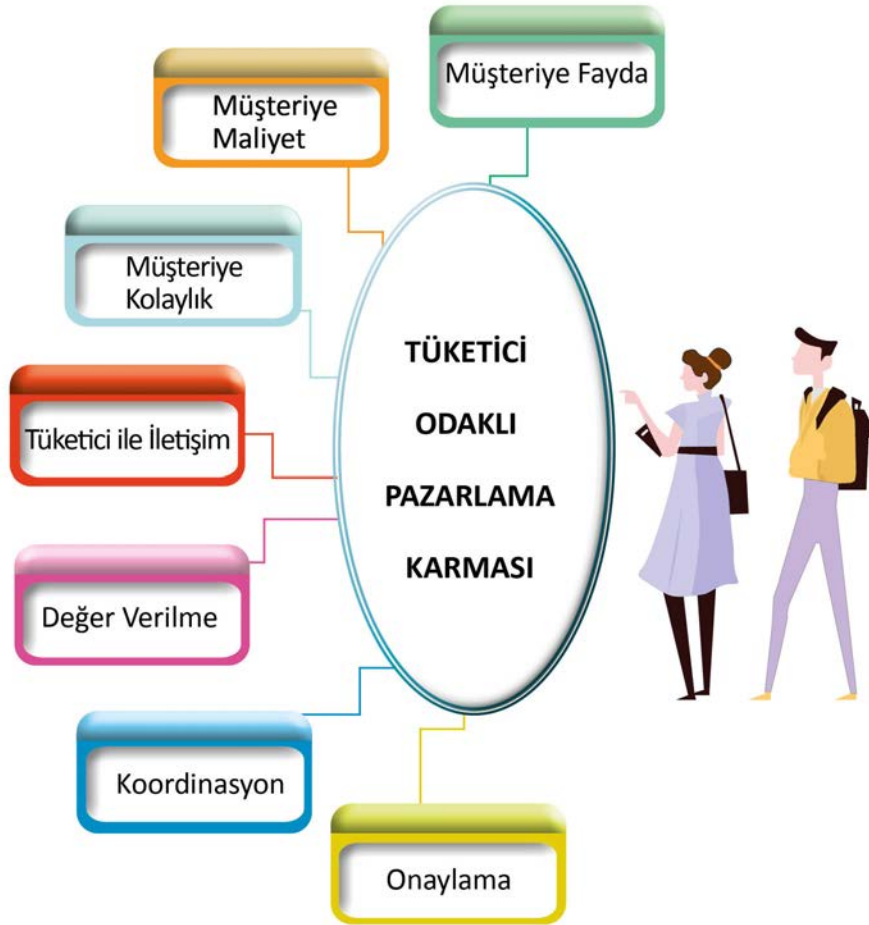 Müşteriye Fayda
Müşteriye
Maliyet
Müşteriye
Kolaylık
Tüketici ile İletişim
Değer Verilme
Koordinasyon
Onaylama
TÜKETİCİ
ODAKLI
PAZARLAMA
KARMASI